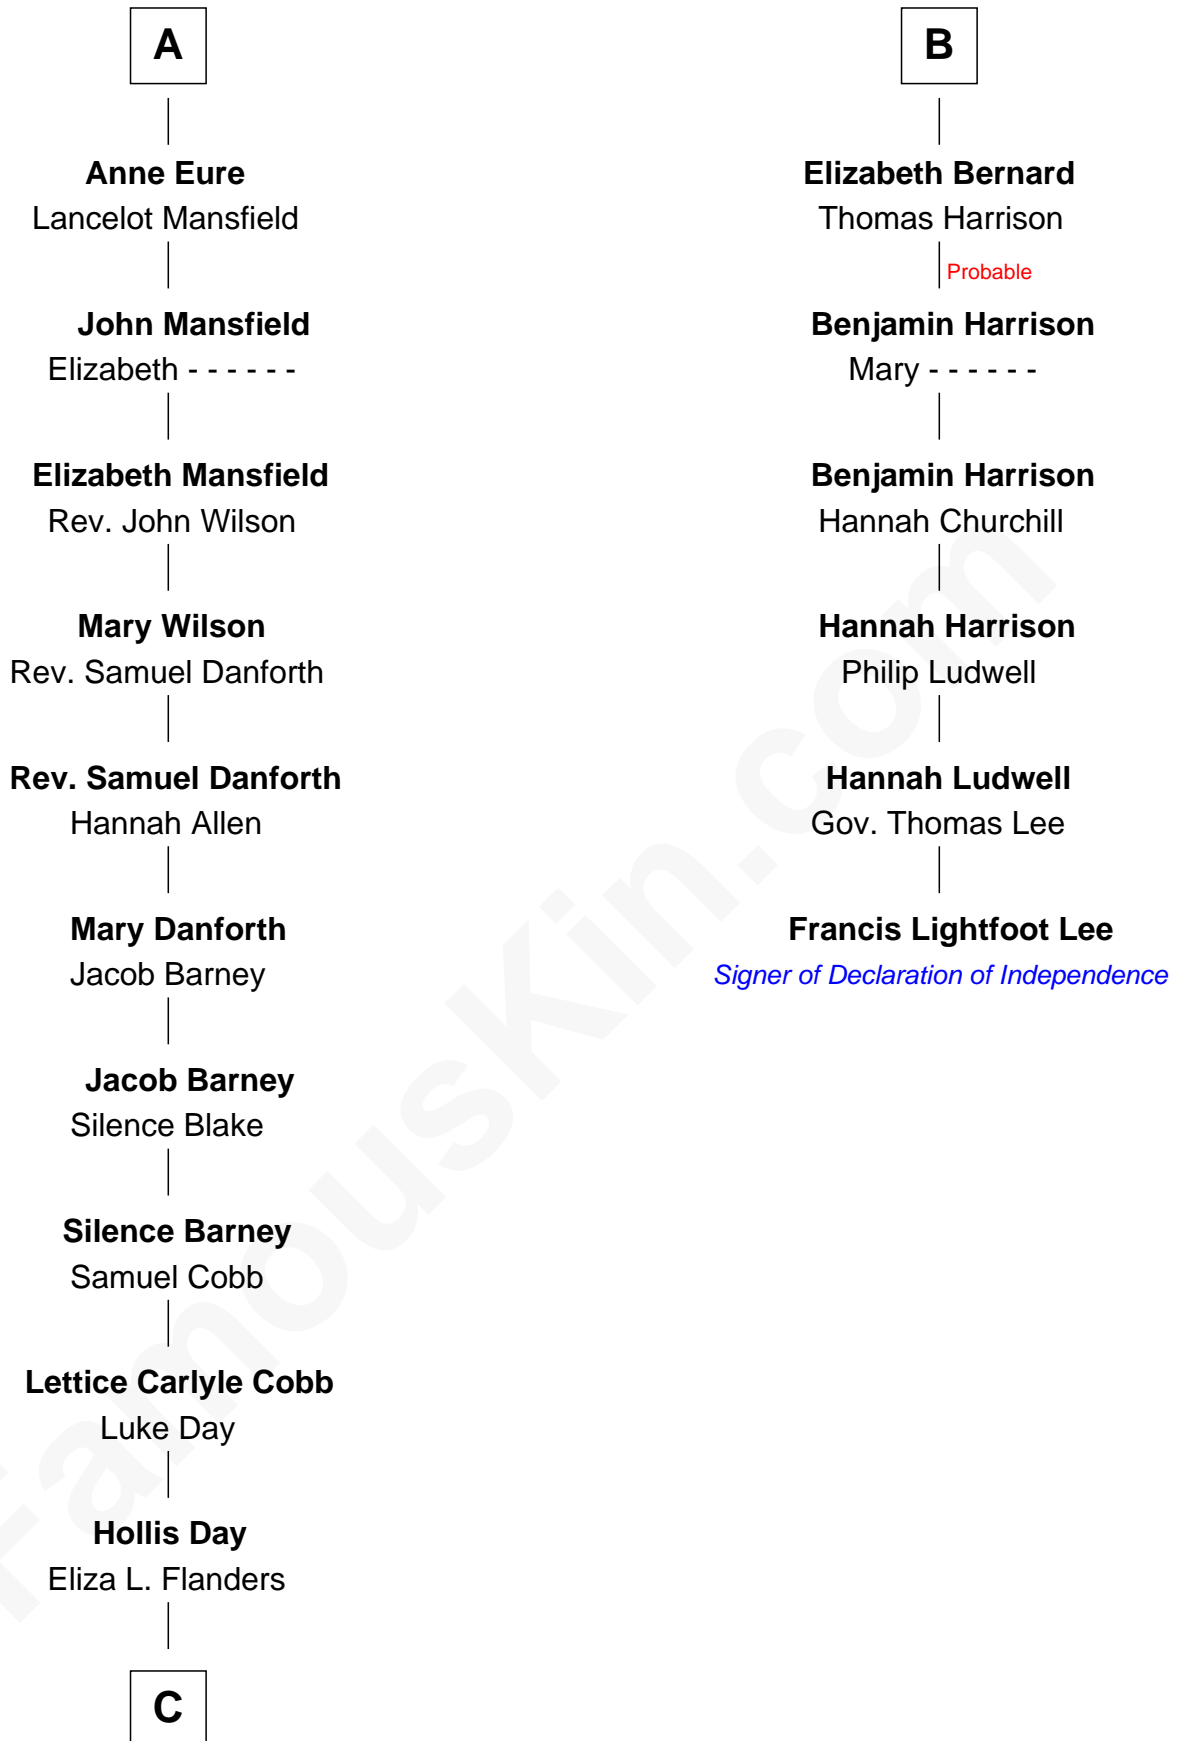 A
Anne Eure
Lancelot Mansfield
John Mansfield
Elizabeth - - - - - -
Elizabeth Mansfield
Rev. John Wilson
Mary Wilson
Rev. Samuel Danforth
Rev. Samuel Danforth
Hannah Allen
Mary Danforth
Jacob Barney
Jacob Barney
Silence Blake
Silence Barney
Samuel Cobb
Lettice Carlyle Cobb
Luke Day
Hollis Day
Eliza L. Flanders
C
B
Elizabeth Bernard
Thomas Harrison
Probable
Benjamin Harrison
Mary - - - - - -
Benjamin Harrison
Hannah Churchill
Hannah Harrison
Philip Ludwell
Hannah Ludwell
Gov. Thomas Lee
Francis Lightfoot Lee
Signer of Declaration of Independence
FamousKin.com